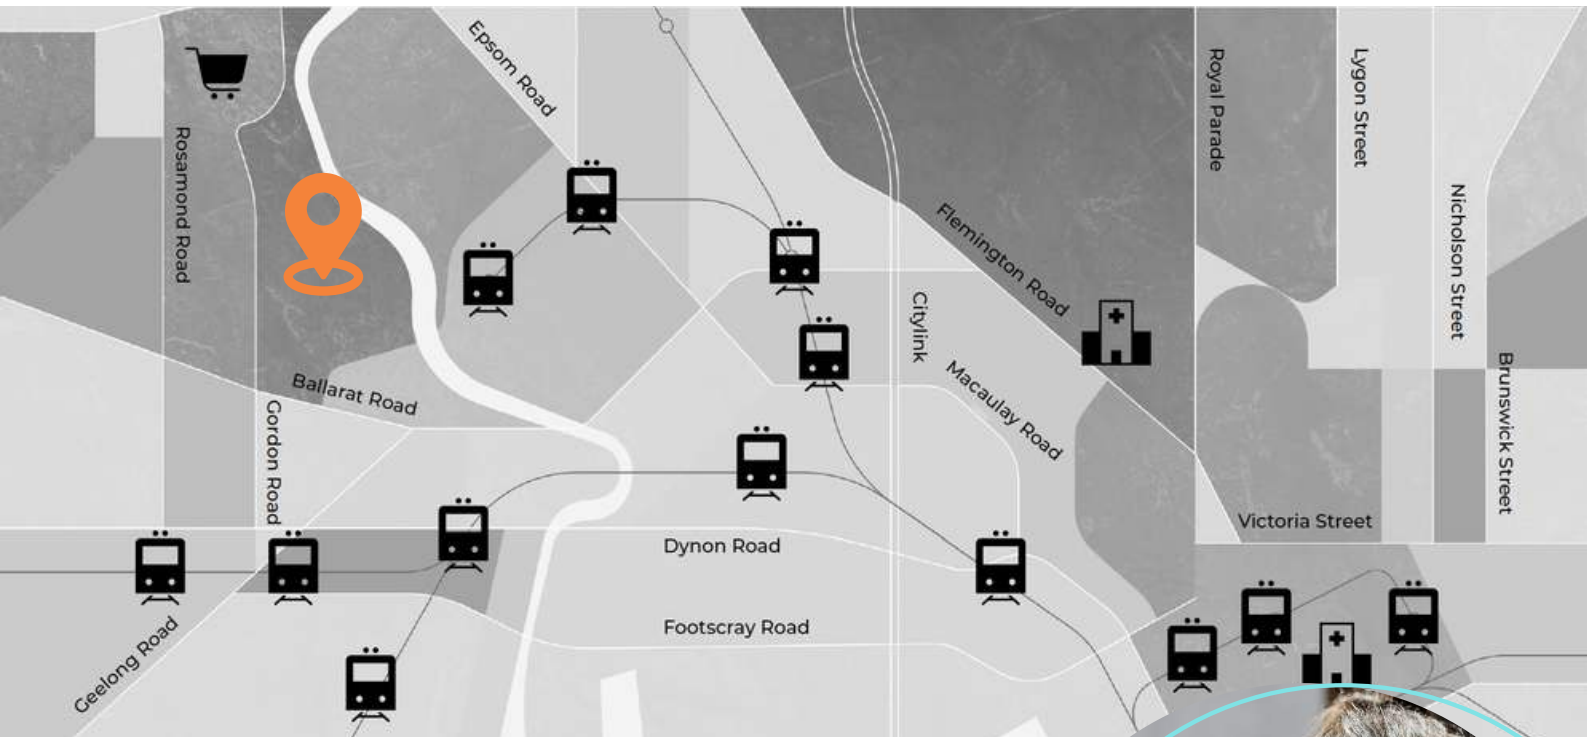 Epsom Road
Royal Parade
Lygon Street
Rosamond Road
Nicholson Street
Flemington Road
Citylink
Macaulay Road
Brunswick Street
Ballarat Road
Gordon Road
Victoria Street
Dynon Road
Footscray Road
Geelong Road